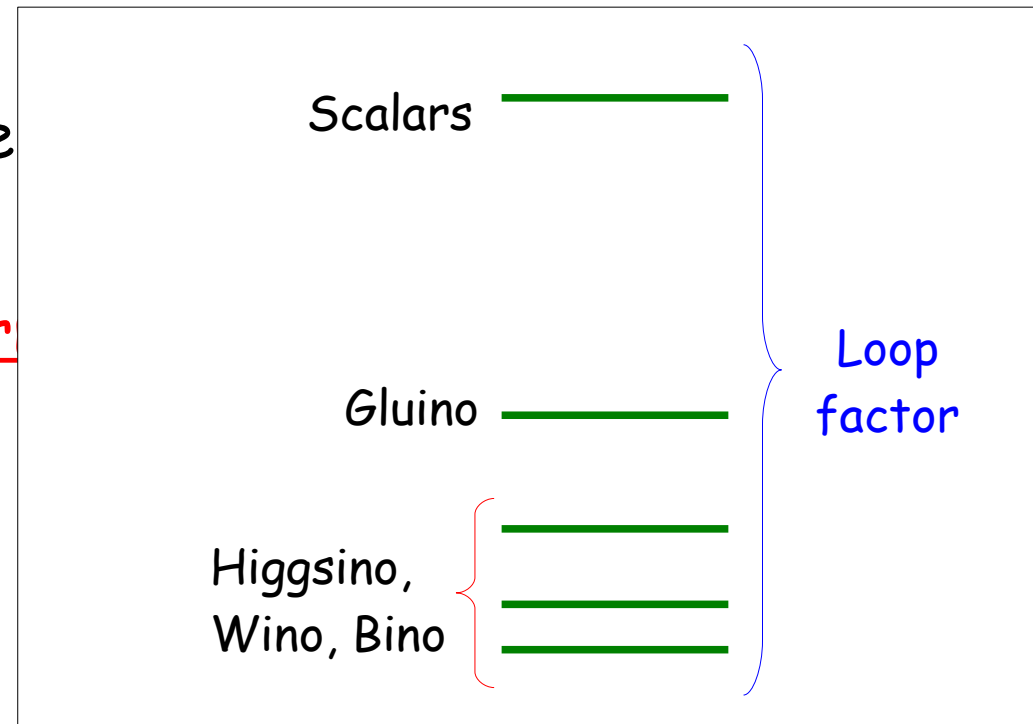 Scalars
Loop
factor
Gluino
Higgsino,
Wino, Bino